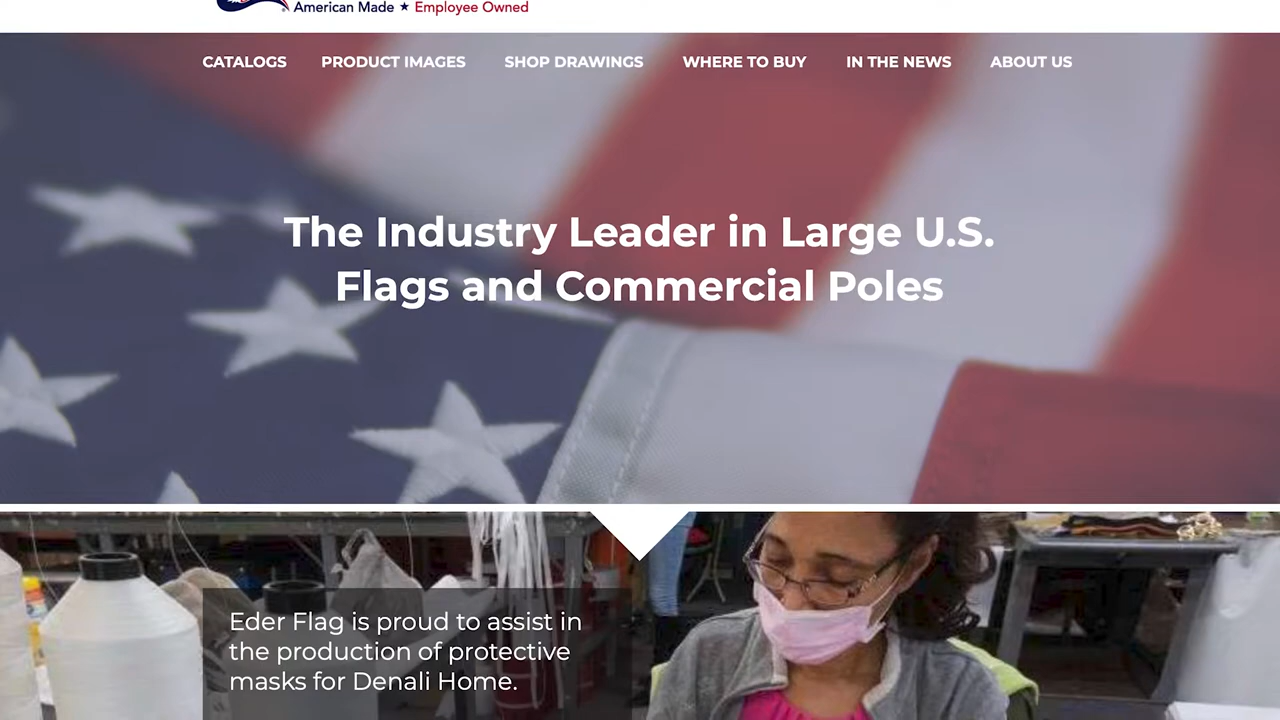 American Made ★ Employee Owned
CATALOGS PRODUCT IMAGES SHOP DRAWINGS WHERE TO BUY IN THE NEWS ABOUT US
The Industry Leader in Large U.S.
Flags and Commercial Poles
Eder Flag is proud to assist in
the production of protective
masks for Denali Home.